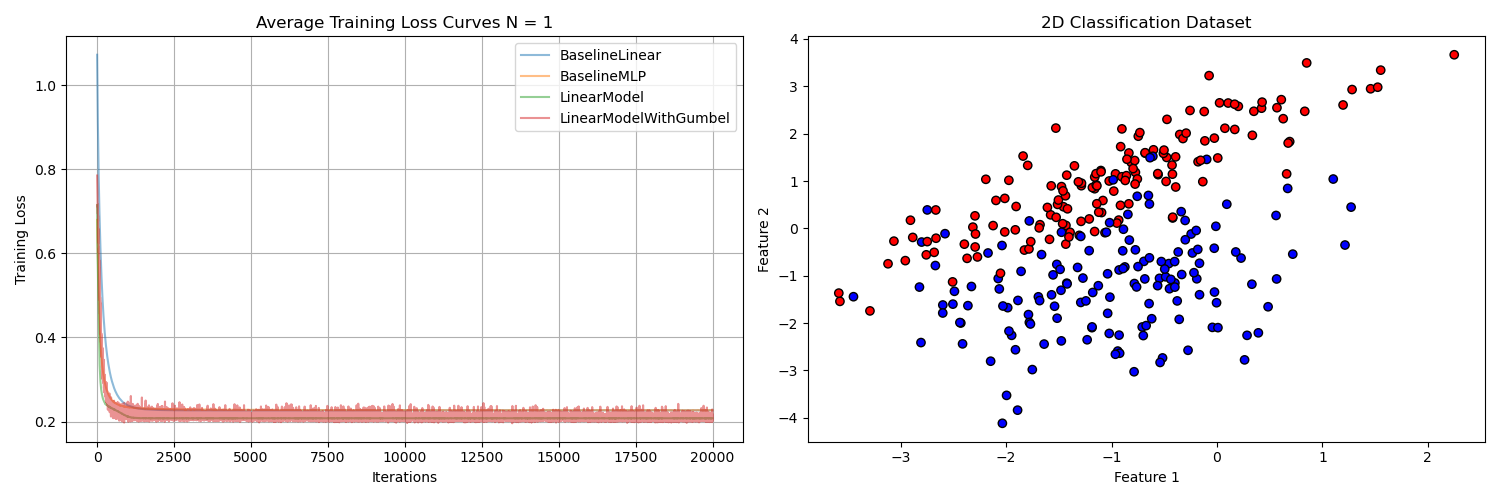 Average Training Loss Curves N = 1
Training Loss
1.0
0.8
0.6
0.4
0.2
BaselineLinear
BaselineMLP
LinearModel
LinearModelWithGumbel
0 2500 5000 7500 10000 12500 15000 17500 20000
Iterations
2D Classification Dataset
Feature 2
4
3
2
1
0
−1
−2
−3
−4
−3 −2 −1 0 1 2
Feature 1